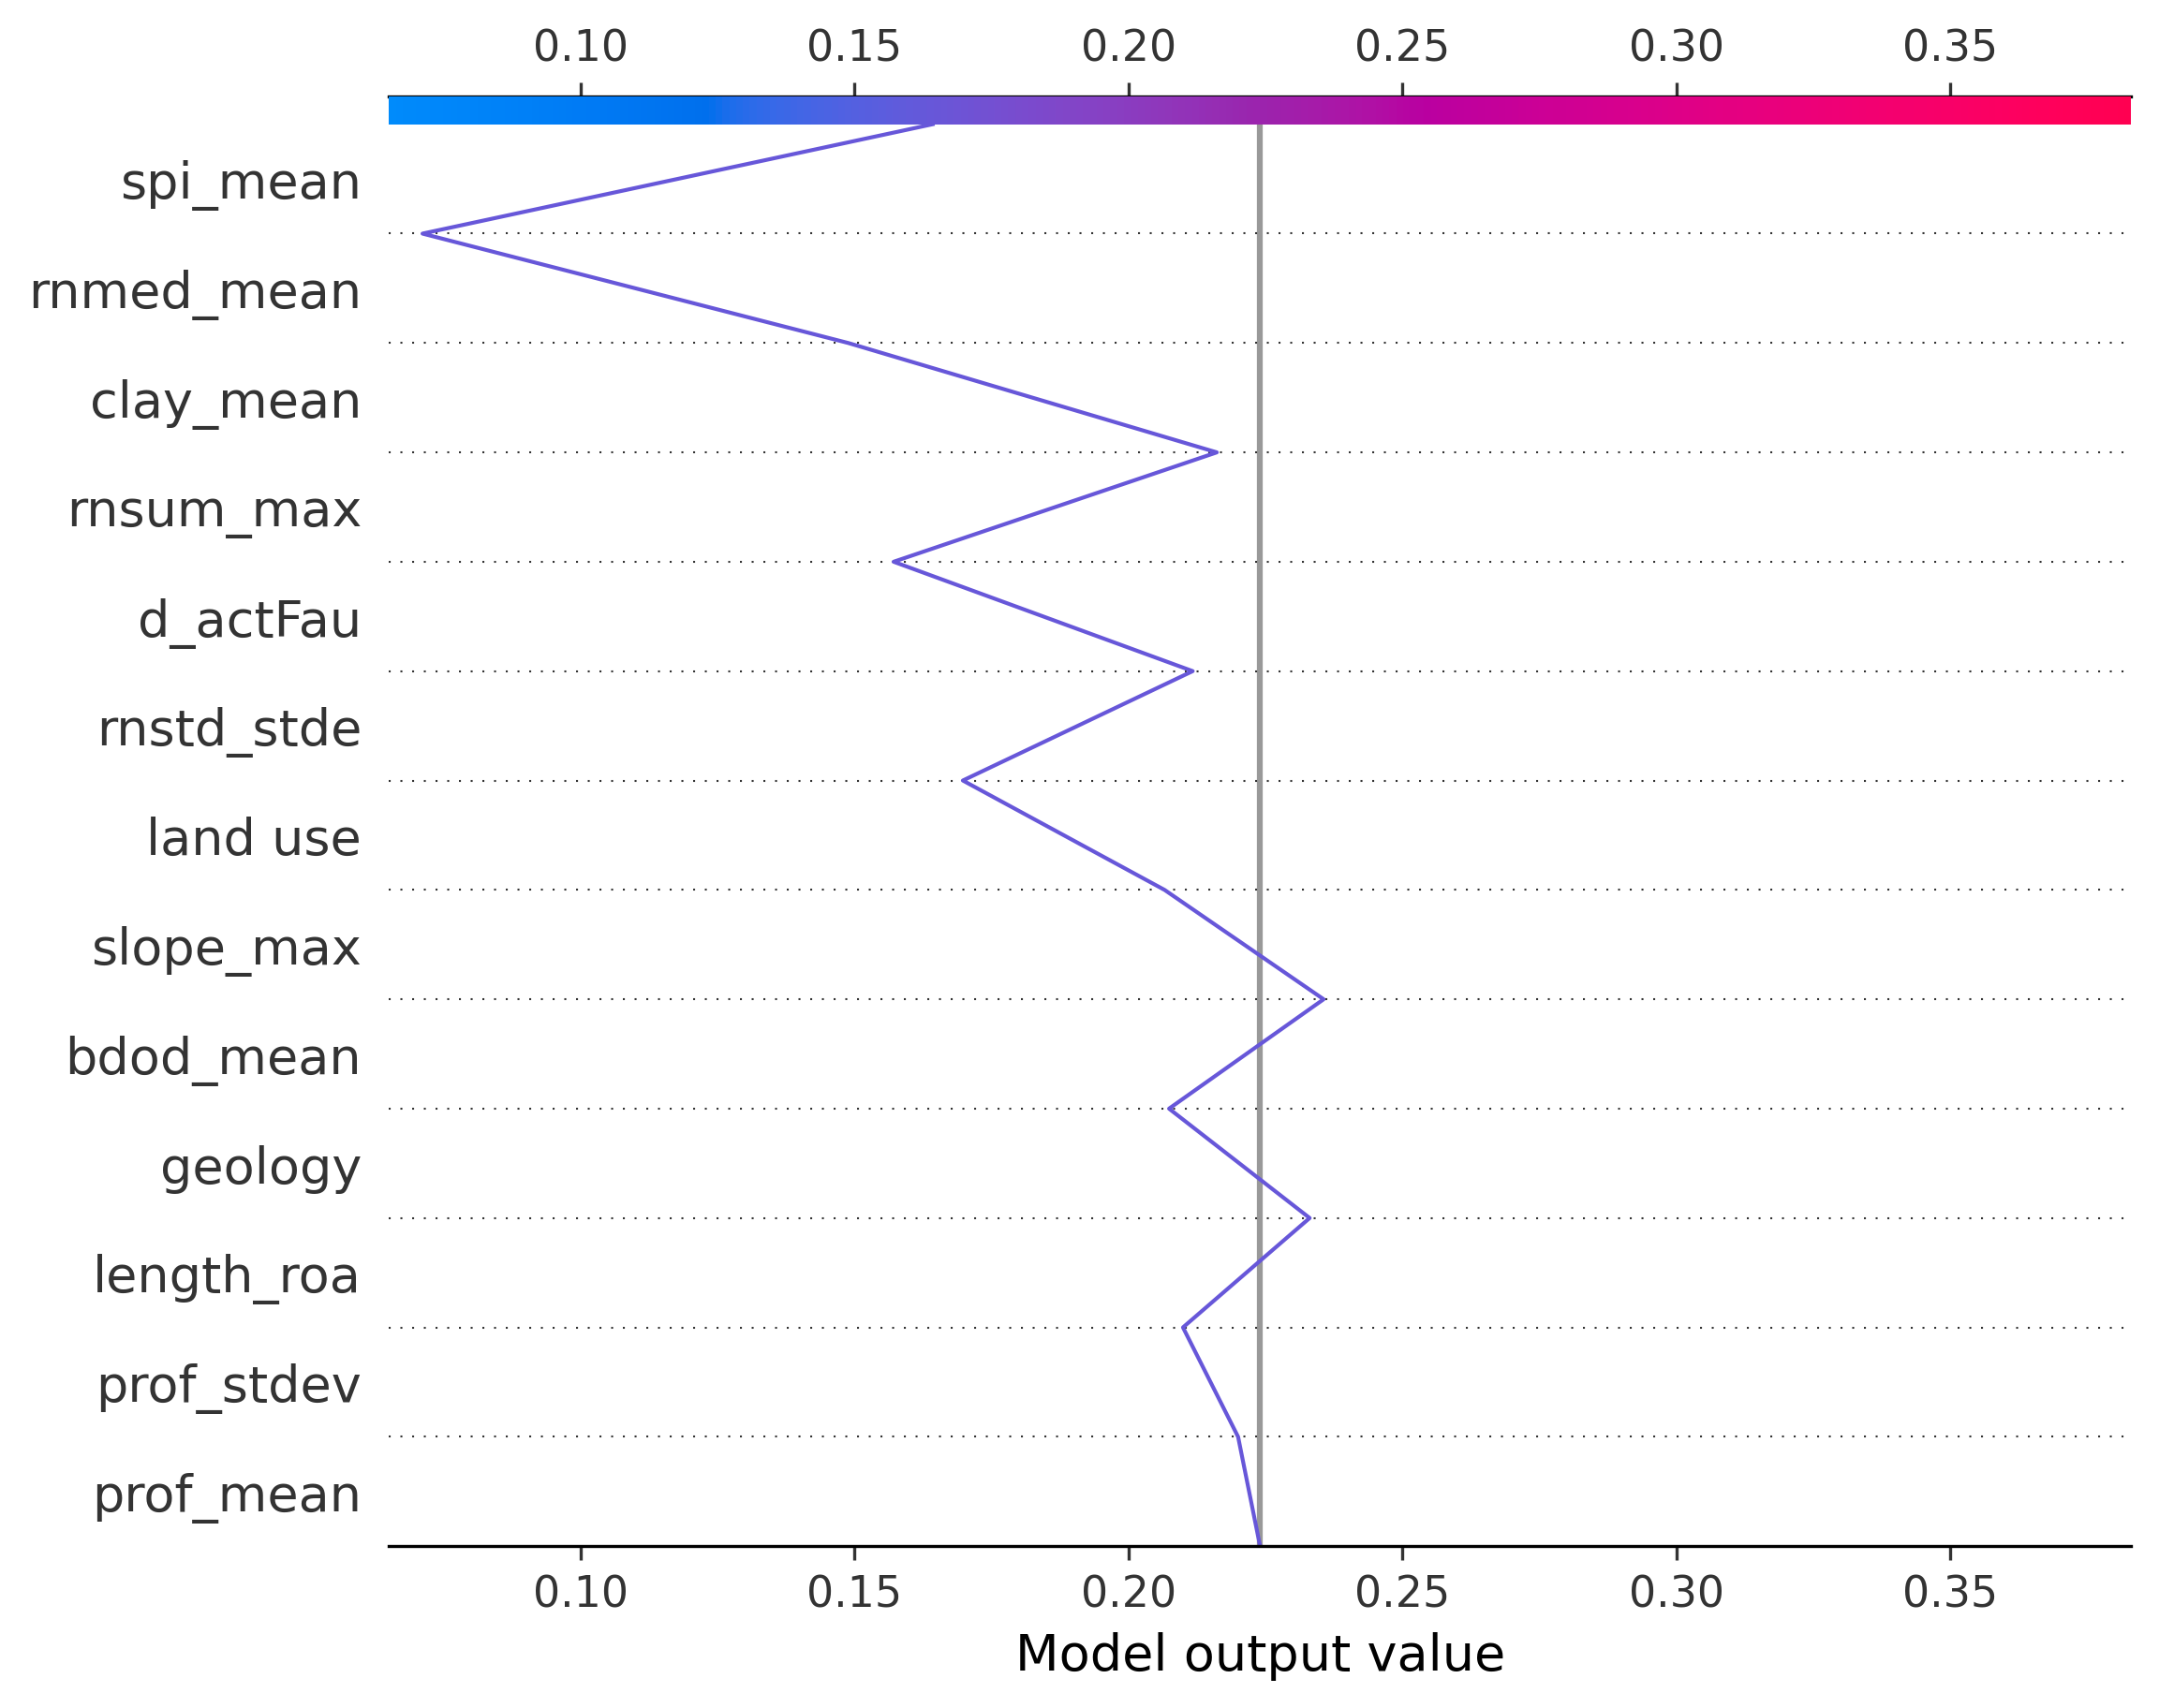 0.10 0.15 0.20 0.25 0.30 0.35
spi_mean
rnmed_mean
clay_mean
rnsum_max
d_actFau
rnstd_stde
land use
slope_max
bdod_mean
geology
length_roa
prof_stdev
prof_mean
0.10 0.15 0.20 0.25 0.30 0.35
Model output value